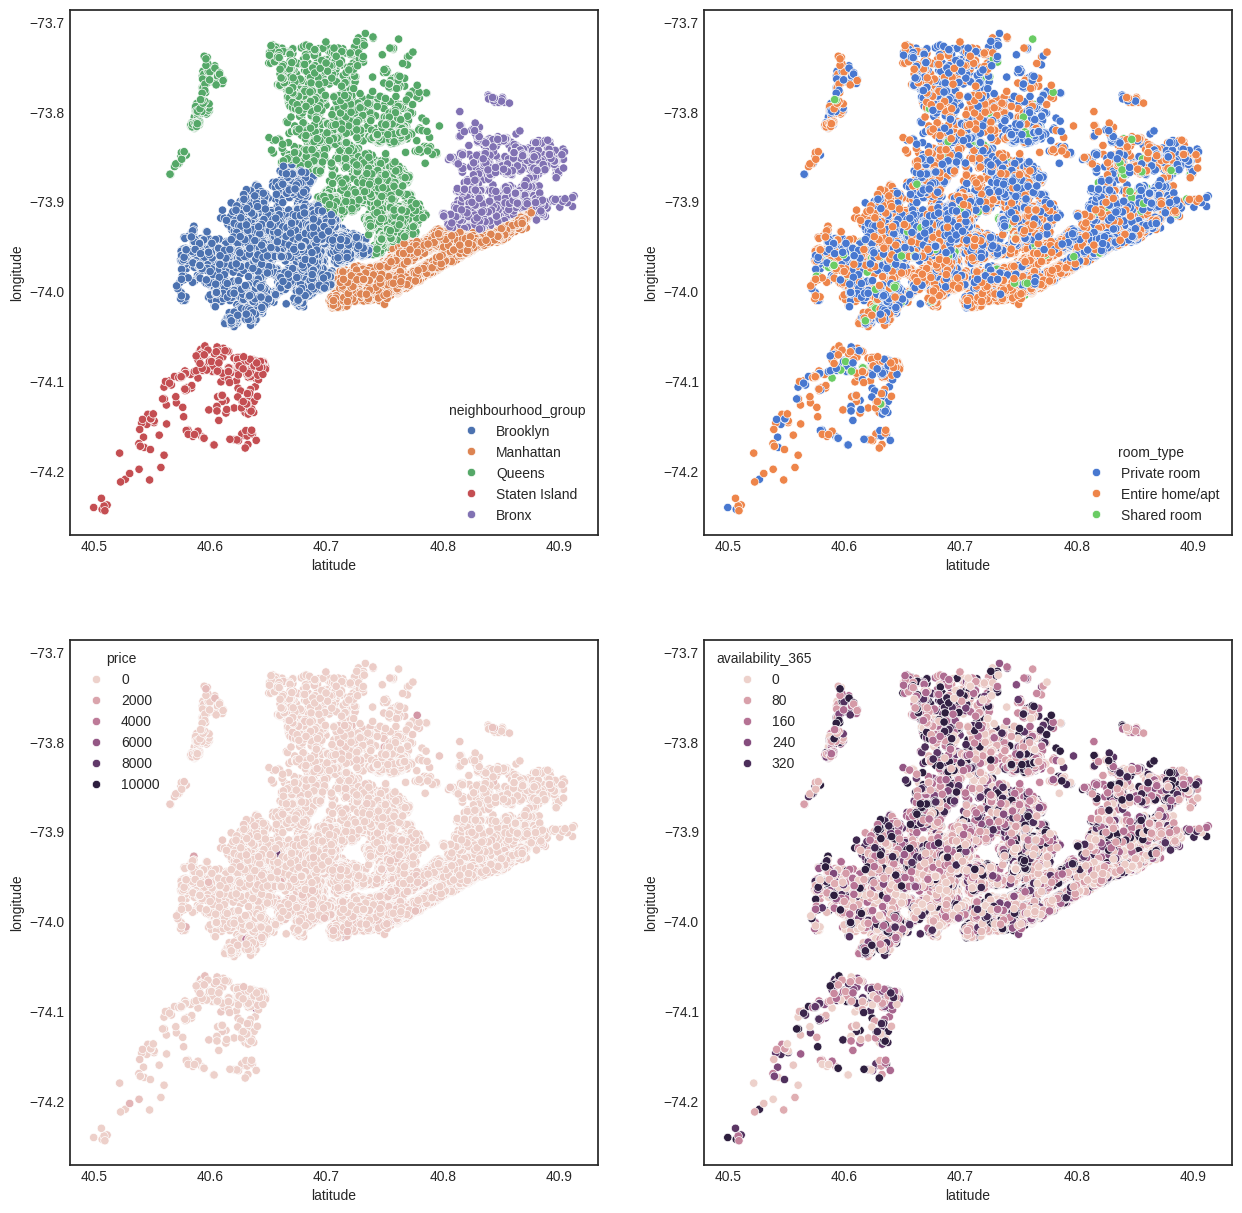 −73.7
−73.8
−73.9
−74.0
−74.1
−74.2
longitude
40.5 40.6 40.7 40.8 40.9
latitude
neighbourhood_group
Brooklyn
Manhattan
Queens
Staten Island
Bronx
−73.7
−73.8
−73.9
−74.0
−74.1
−74.2
longitude
40.5 40.6 40.7 40.8 40.9
latitude
room_type
Private room
Entire home/apt
Shared room
−73.7
−73.8
−73.9
−74.0
−74.1
−74.2
longitude
40.5 40.6 40.7 40.8 40.9
latitude
price
0
2000
4000
6000
8000
10000
−73.7
−73.8
−73.9
−74.0
−74.1
−74.2
longitude
40.5 40.6 40.7 40.8 40.9
latitude
availability_365
0
80
160
240
320